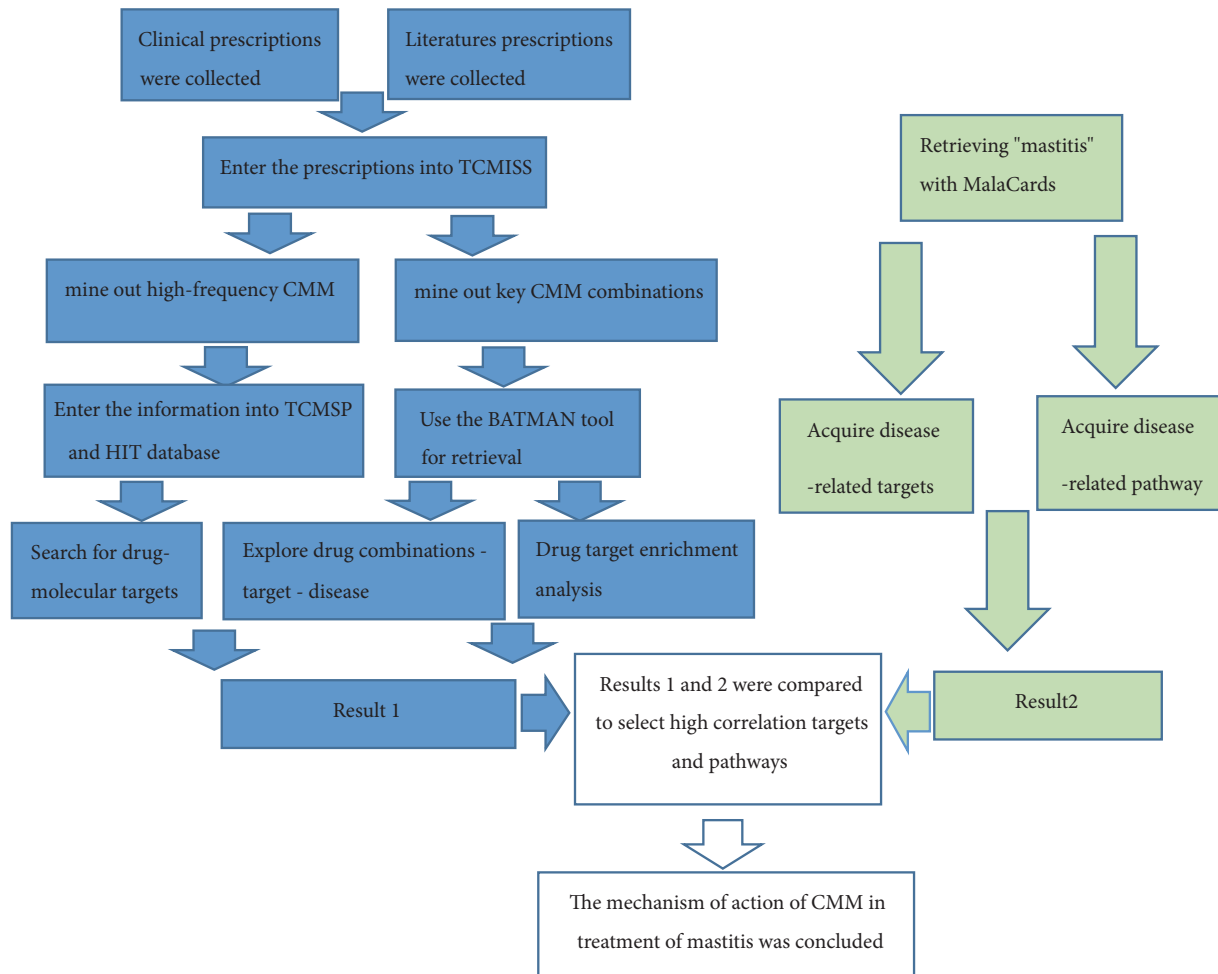 Clinical prescriptions
were collected
Literatures prescriptions
were collected
Enter the prescriptions into TCMISS
Retrieving "mastitis"
with MalaCards
mine out high-frequency CMM
mine out key CMM combinations
Enter the information into TCMSP
and HIT database
Use the BATMAN tool
for retrieval
Acquire disease
-related targets
Acquire disease
-related pathway
Search for drug-
molecular targets
Explore drug combinations -
target - disease
Drug target enrichment
analysis
Result 1
Results 1 and 2 were compared
to select high correlation targets
and pathways
Result2
The mechanism of action of CMM in
treatment of mastitis was concluded